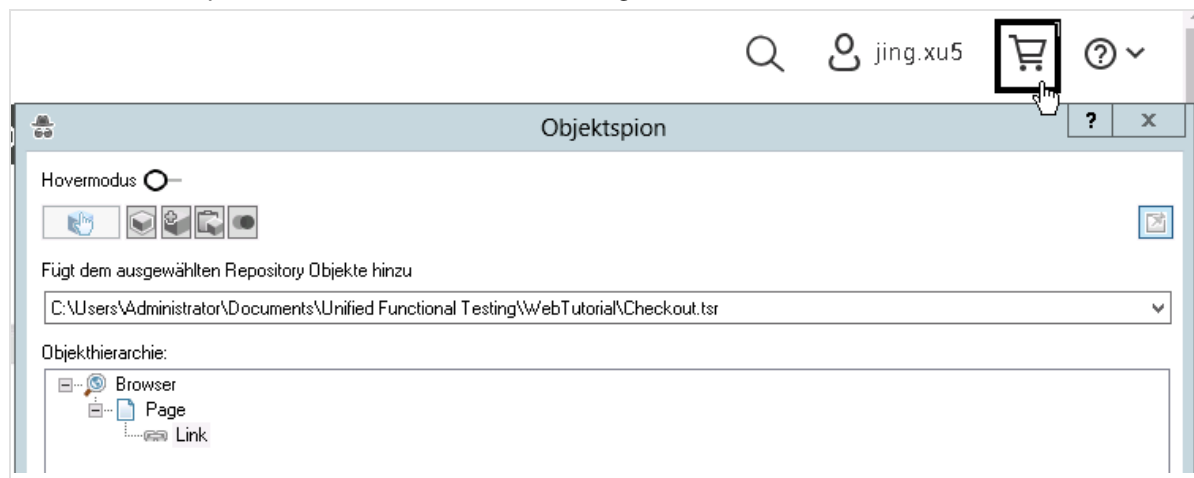 jing.xu5
Objektspion
? x
Hovermodus
Fügt dem ausgewählten Repository Objekte hinzu
C:\Users\Administrator\Documents\Unified Functional Testing\WebTutorial\Checkout.tsr
Objekthierarchie:
Browser
Page
Link